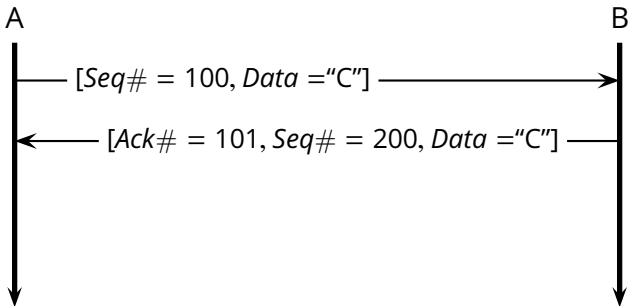 A B
[Seq# = 100, Data =“C”]
[Ack# = 101, Seq# = 200, Data =“C”]